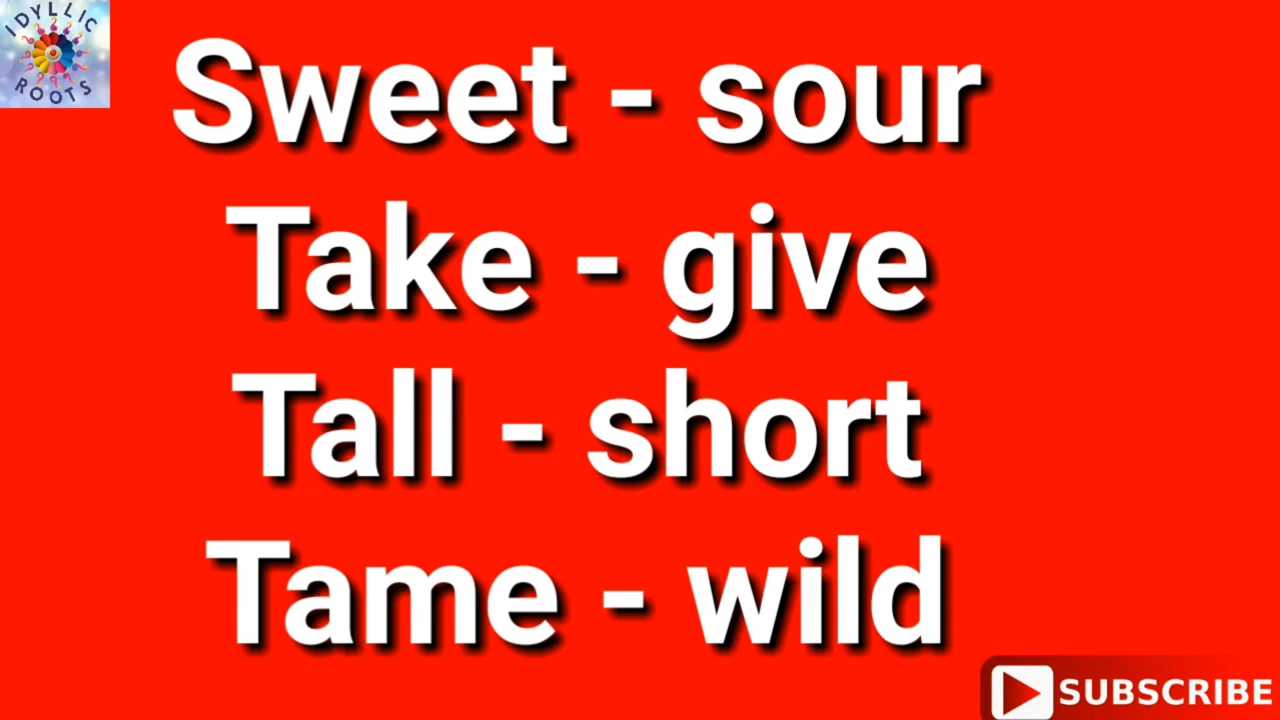 IDYLLIC
ROOTS
Sweet - sour
Take - give
Tall - short
Tame - wild
SUBSCRIBE